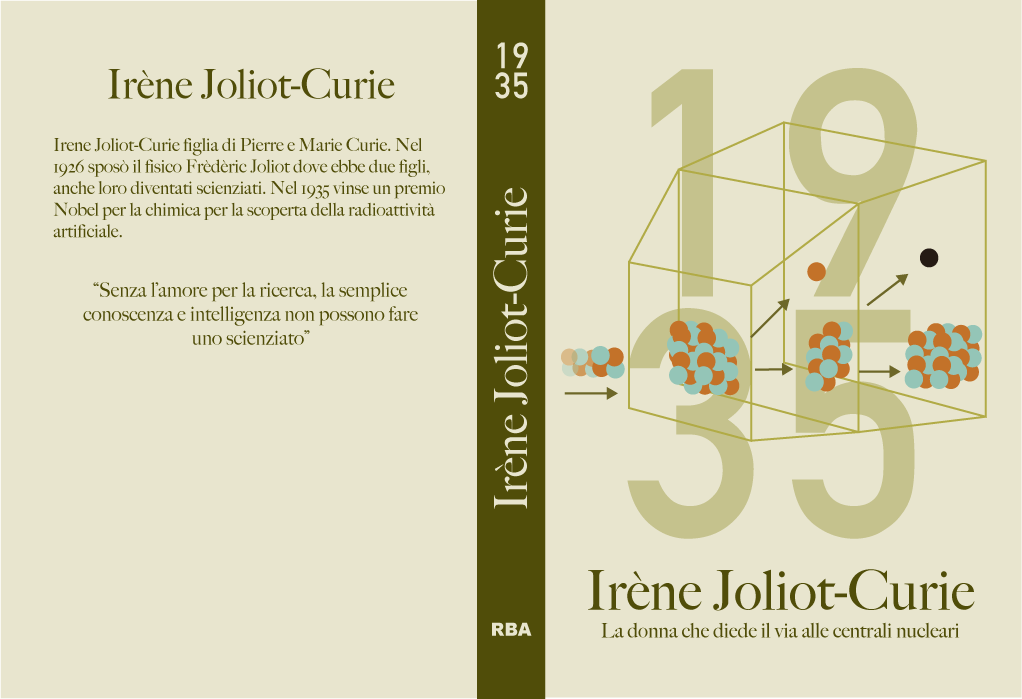 Irène Joliot-Curie
Irene Joliot-Curie figlia di Pierre e Marie Curie. Nel
1926 sposò il fisico Frèdèric Joliot dove ebbe due figli,
anche loro diventati scienziati. Nel 1935 vinse un premio
Nobel per la chimica per la scoperta della radioattività
artificiale.
“Senza l’amore per la ricerca, la semplice
conoscenza e intelligenza non possono fare
uno scienziato”
19
35
Irène Joliot-Curie
RBA
19
35
Irène Joliot-Curie
La donna che diede il via alle centrali nucleari